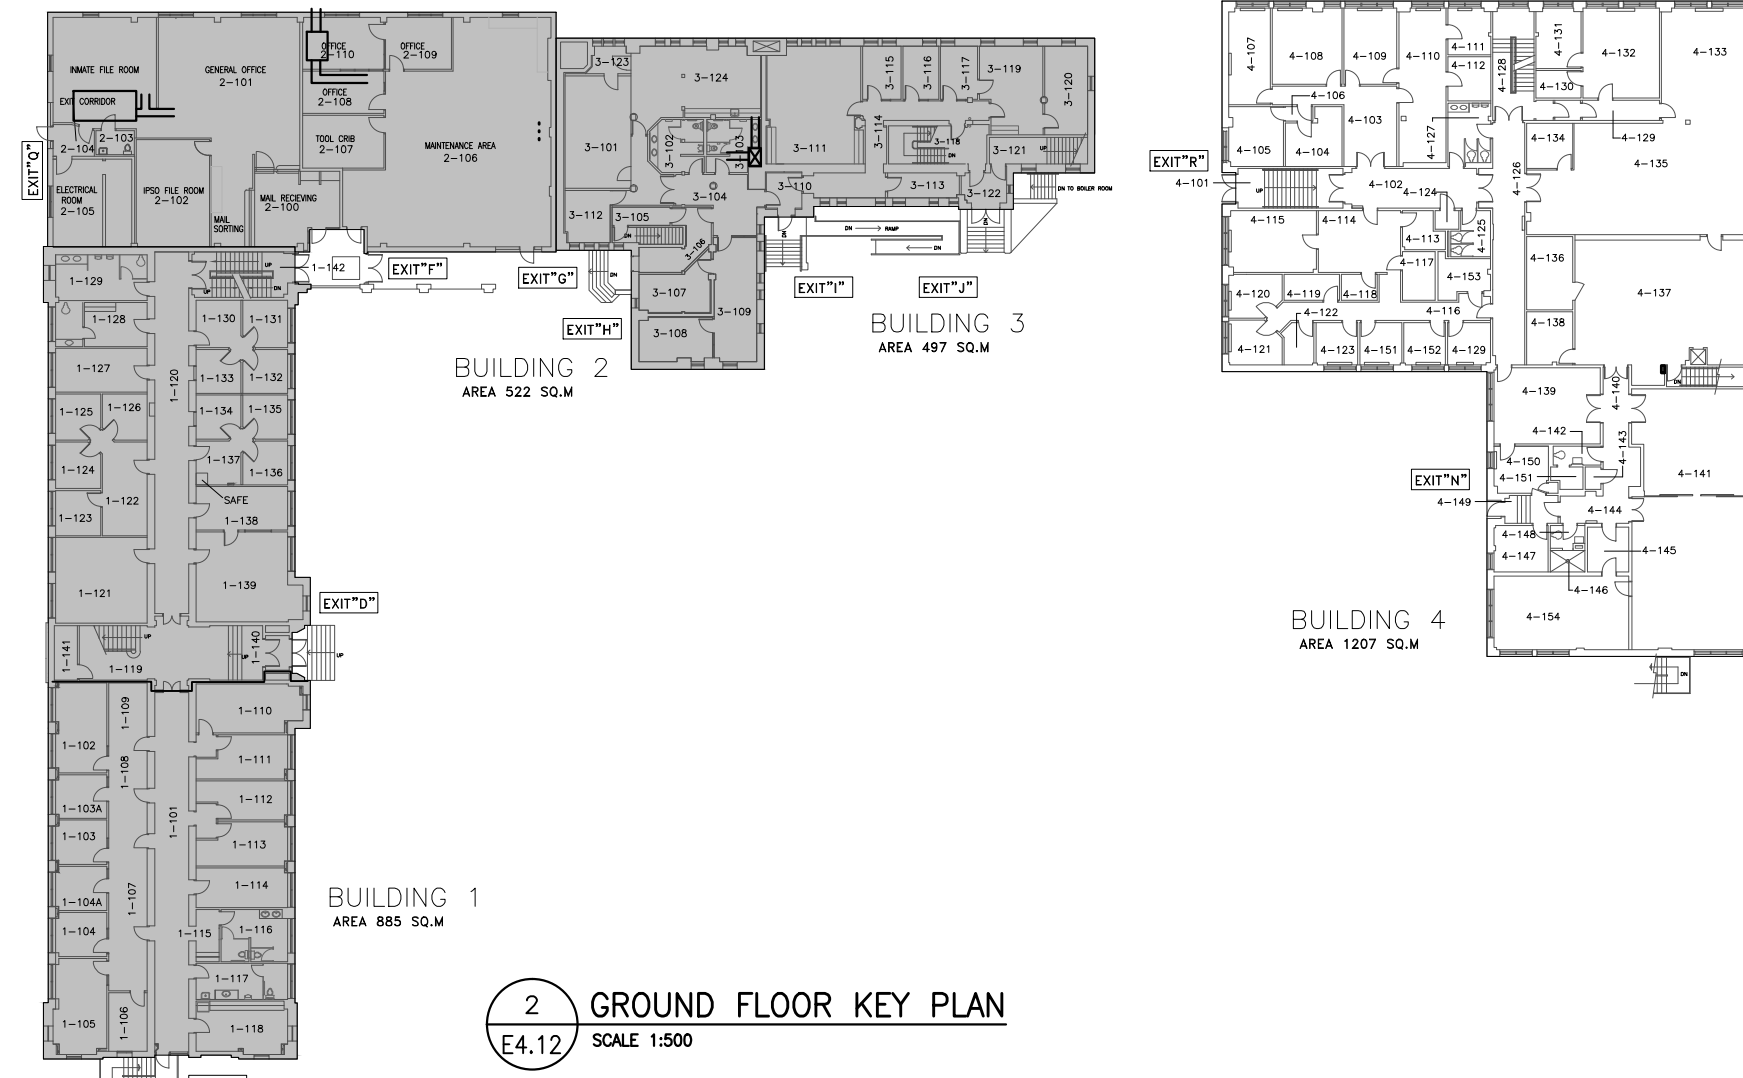 INMATE FILE ROOM
GENERAL OFFICE
2-101
OFFICE
2-110
OFFICE
2-109
OFFICE
2-108
EXIT CORRIDOR
2-103
2-104
TOOL CRIB
2-107
MAINTENANCE AREA
2-106
EXIT"Q"
ELECTRICAL
ROOM
2-105
IPSO FILE ROOM
2-102
MAIL RECIEVING
2-100
MAIL
SORTING
3-123
3-124
3-115
3-116
3-117
3-119
3-120
3-101
3-102
3-103
3-111
3-114
3-118
DN
3-121
UP
3-110
3-113
3-122
DN TO BOILER ROOM
3-104
3-112
3-105
DN
3-106
DN
DN
RAMP
DN
DN
3-107
3-109
3-108
DN
EXIT"F"
EXIT"G"
EXIT"H"
EXIT"I"
EXIT"J"
BUILDING 2
AREA 522 SQ.M
BUILDING 3
AREA 497 SQ.M
1-142
UP
DN
UP
1-129
1-128
1-130
1-131
1-127
1-120
1-133
1-132
1-125
1-126
1-134
1-135
1-124
1-137
1-136
1-122
SAFE
1-123
1-138
1-121
1-139
EXIT"D"
1-141
UP
1-119
UP
1-140
UP
1-109
1-110
1-102
1-108
1-111
1-103A
1-101
1-112
1-103
1-113
1-104A
1-107
1-114
1-104
1-115
1-116
1-117
1-105
1-106
1-118
BUILDING 1
AREA 885 SQ.M
4-107
4-108
4-109
4-110
4-111
4-112
4-128
4-131
4-130
4-132
4-133
4-106
4-103
4-127
4-134
4-129
4-135
4-105
4-104
EXIT"R"
4-101
UP
4-102
4-124
4-126
4-115
4-114
4-113
4-125
4-136
4-117
4-153
4-137
4-120
4-119
4-118
4-122
4-116
4-138
4-121
4-123
4-151
4-152
4-129
DN
4-139
4-140
4-142
4-143
4-150
4-151
4-141
EXIT"N"
4-149
4-144
4-148
4-147
4-145
4-146
4-154
DN
BUILDING 4
AREA 1207 SQ.M
2
E4.12
GROUND FLOOR KEY PLAN
SCALE 1:500